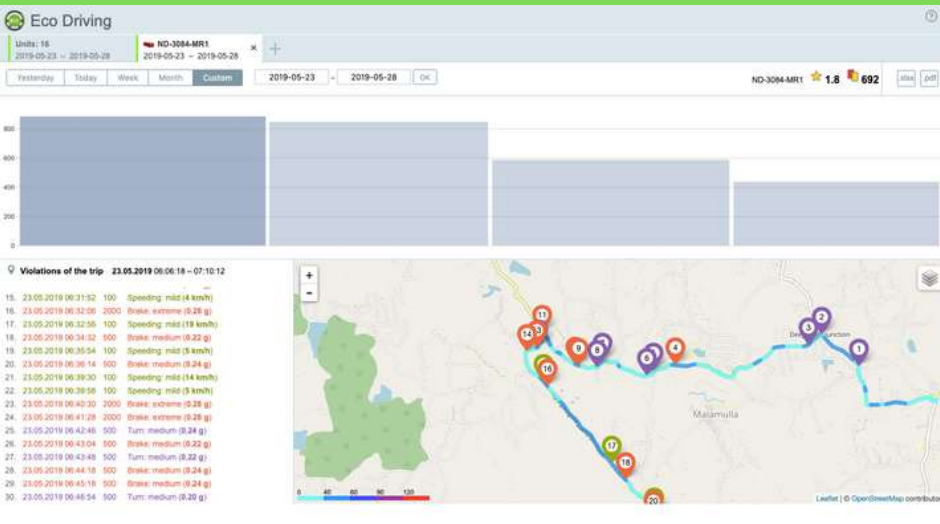 Eco Driving
?
Units: 16
2019-05-23 – 2019-05-28
ND-3084-MR1
2019-05-23 – 2019-05-28
×
+
Yesterday Today Week Month Custom 2019-05-23 - 2019-05-28 OK
ND-3084-MR1 1.8 692 xlsx pdf
800
600
400
200
0
Violations of the trip 23.05.2019 06:06:18 – 07:10:12
15. 23.05.2019 06:31:52 100 Speeding: mild (4 km/h)
16. 23.05.2019 06:32:06 2000 Brake: extreme (0.28 g)
17. 23.05.2019 06:32:56 100 Speeding: mild (19 km/h)
18. 23.05.2019 06:34:32 500 Brake: medium (0.22 g)
19. 23.05.2019 06:35:54 100 Speeding: mild (5 km/h)
20. 23.05.2019 06:36:14 500 Brake: medium (0.24 g)
21. 23.05.2019 06:39:30 100 Speeding: mild (14 km/h)
22. 23.05.2019 06:39:56 100 Speeding: mild (5 km/h)
23. 23.05.2019 06:40:30 2000 Brake: extreme (0.28 g)
24. 23.05.2019 06:41:28 2000 Brake: extreme (0.28 g)
25. 23.05.2019 06:42:46 500 Turn: medium (0.24 g)
26. 23.05.2019 06:43:04 500 Brake: medium (0.22 g)
27. 23.05.2019 06:43:48 500 Turn: medium (0.22 g)
28. 23.05.2019 06:44:18 500 Brake: medium (0.24 g)
29. 23.05.2019 06:45:18 500 Brake: medium (0.24 g)
30. 23.05.2019 06:46:54 500 Turn: medium (0.20 g)
+
-
11
14
3
9
8
6
4
3
2
1
16
17
18
20
Junction
Malamulla
0 40 80 120
Leaflet | © OpenStreetMap contributors